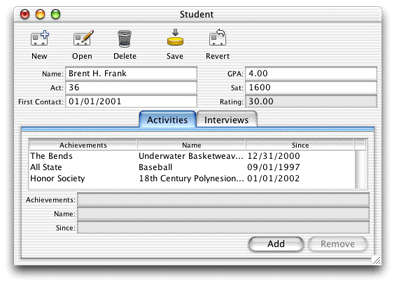 Student
New Open Delete Save Revert
Name: Brent H. Frank GPA: 4.00
Act: 36 Sat: 1600
First Contact: 01/01/2001 Rating: 30.00
Activities Interviews
Achievements Name Since
The Bends Underwater Basketweav... 12/31/2000
All State Baseball 09/01/1997
Honor Society 18th Century Polynesion... 01/01/2002
Achievements:
Name:
Since:
Add Remove